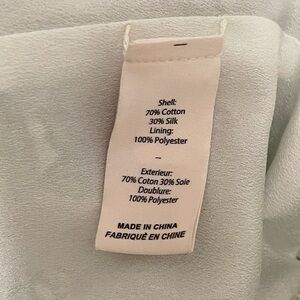 –
Shell:
70% Cotton
30% Silk
Lining:
100% Polyester
–
Exterieur:
70% Coton 30% Soie
Doublure:
100% Polyester
MADE IN CHINA
FABRIQUÉ EN CHINE